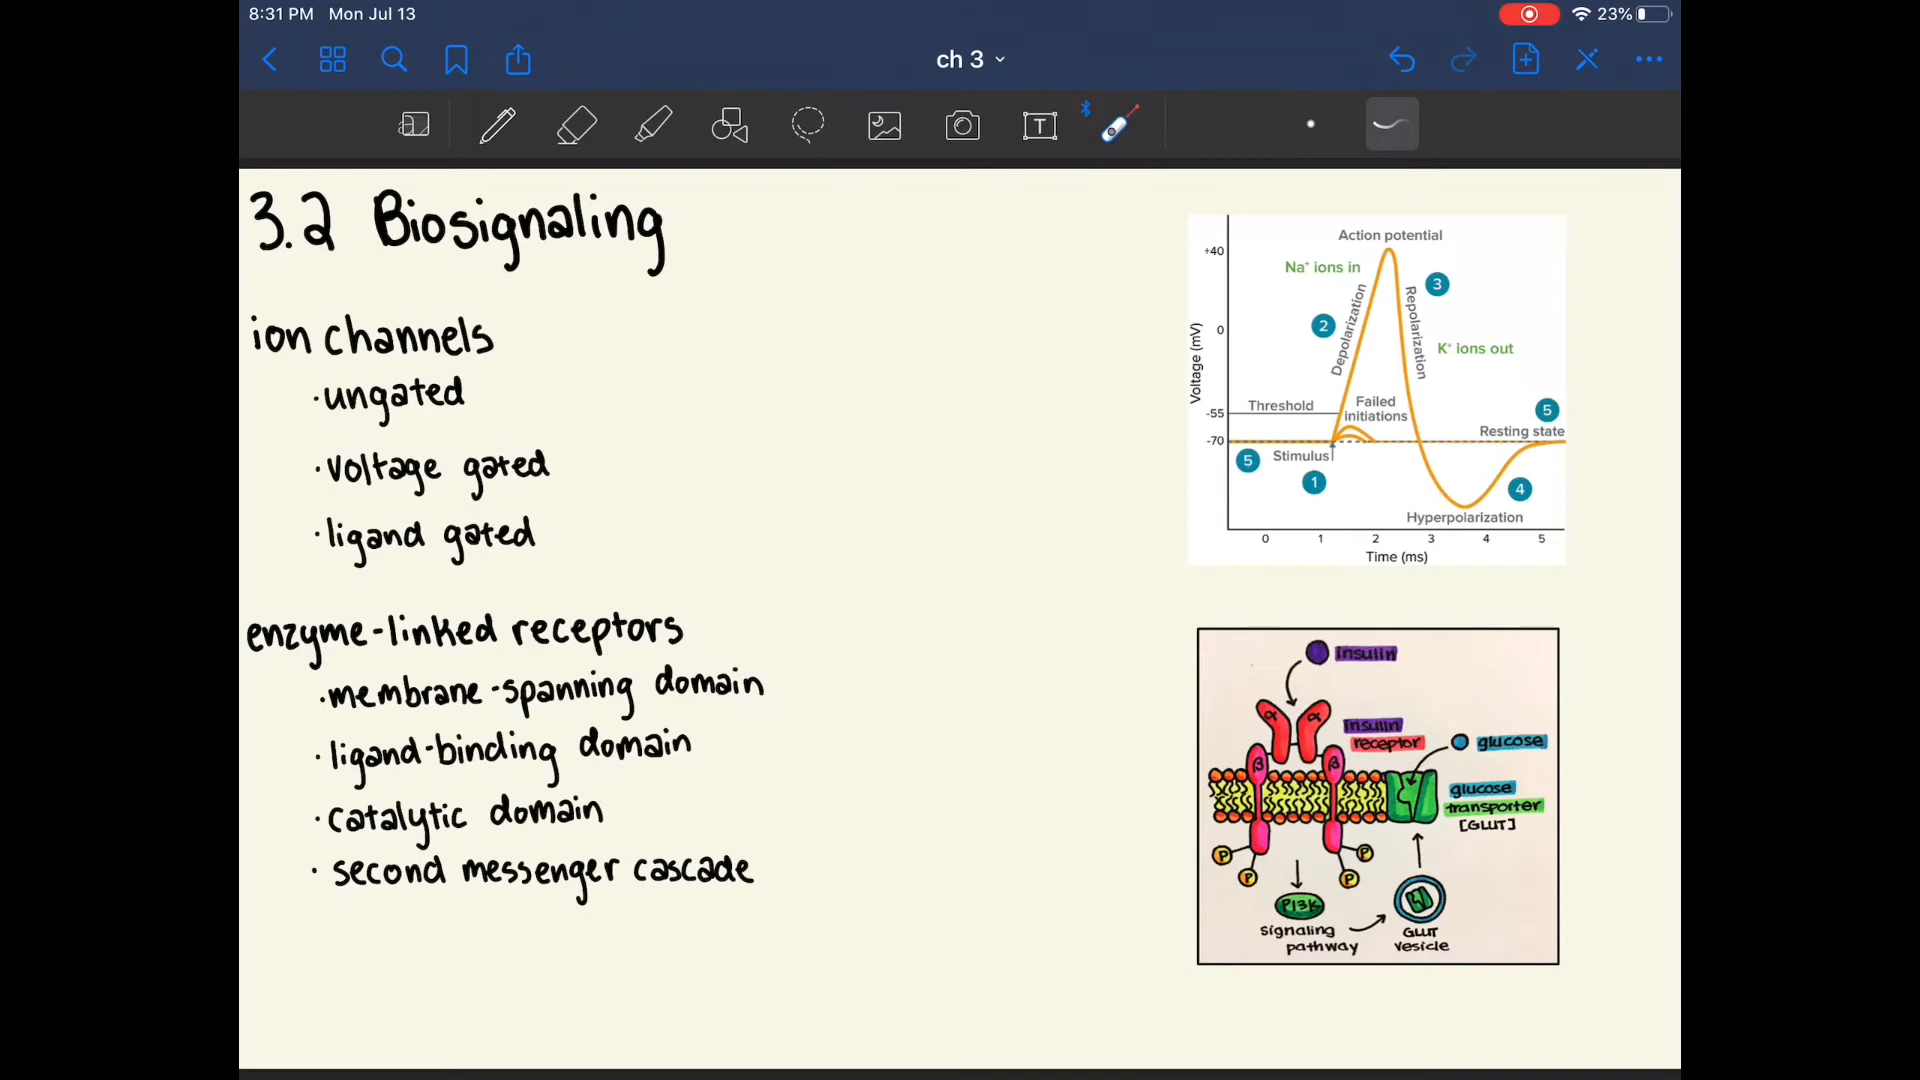 8:31 PM Mon Jul 13
23%
ch 3
a
T
3.2 Biosignaling
ion channels
· ungated
· voltage gated
· ligand gated
enzyme-linked receptors
· membrane-spanning domain
· ligand-binding domain
· catalytic domain
· second messenger cascade
Action potential
+40
Na⁺ ions in
3
2
Depolarization
Repolarization
0
K⁺ ions out
Voltage (mV)
Threshold
Failed
initiations
5
-55
Resting state
-70
5
Stimulus
1
4
Hyperpolarization
0 1 2 3 4 5
Time (ms)
insulin
α α
insulin
receptor
glucose
β β
glucose
transporter
[GLUT]
P P
P P
PI3K
signaling
pathway
GLUT
vesicle